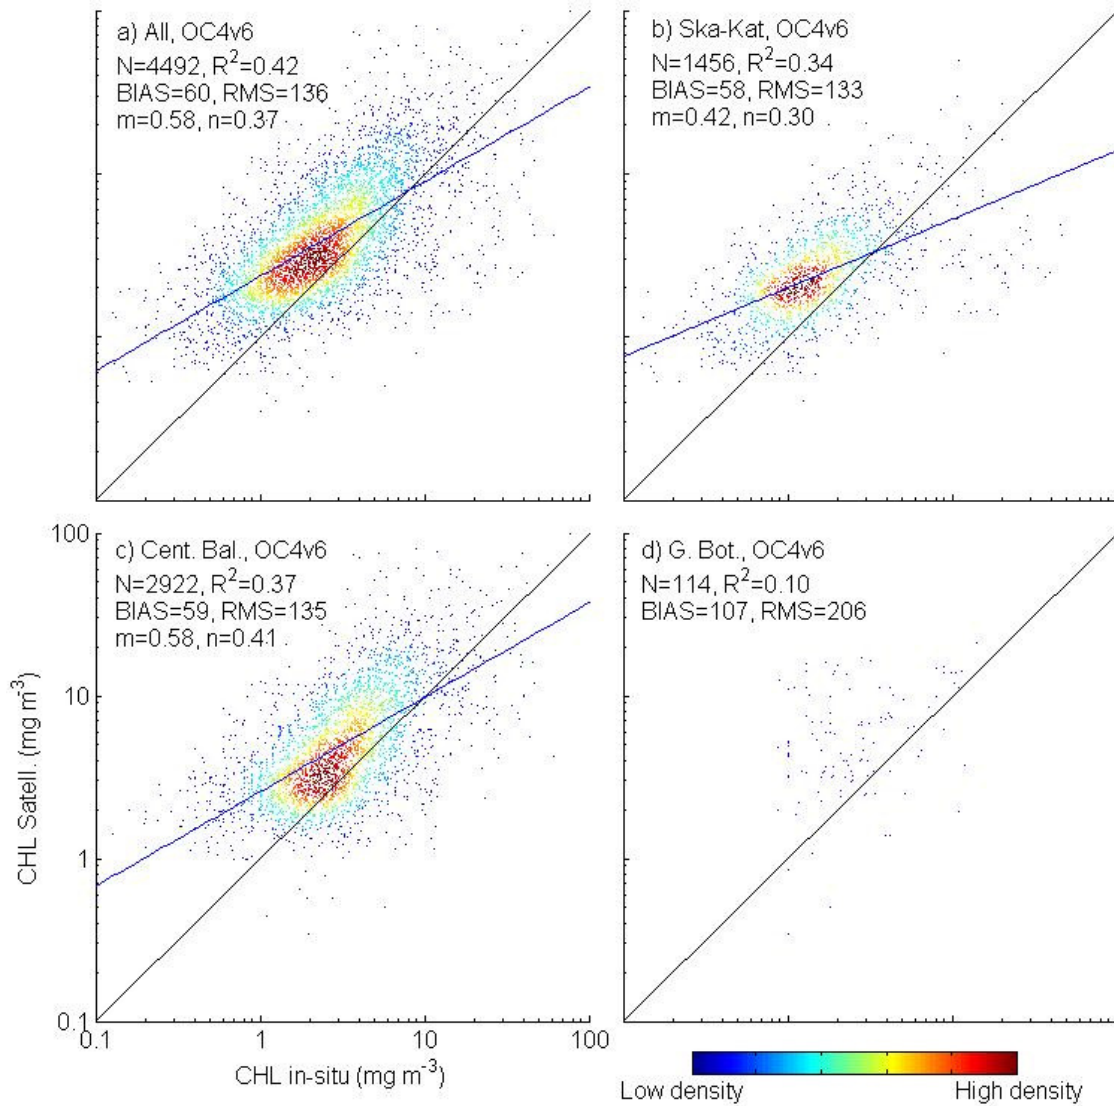 a) All, OC4v6
N=4492, R²=0.42
BIAS=60, RMS=136
m=0.58, n=0.37
b) Ska-Kat, OC4v6
N=1456, R²=0.34
BIAS=58, RMS=133
m=0.42, n=0.30
c) Cent. Bal., OC4v6
N=2922, R²=0.37
BIAS=59, RMS=135
m=0.58, n=0.41
d) G. Bot., OC4v6
N=114, R²=0.10
BIAS=107, RMS=206
100
10
1
0.1
CHL Satell. (mg m⁻³)
0.1 1 10 100
CHL in-situ (mg m⁻³)
Low density High density